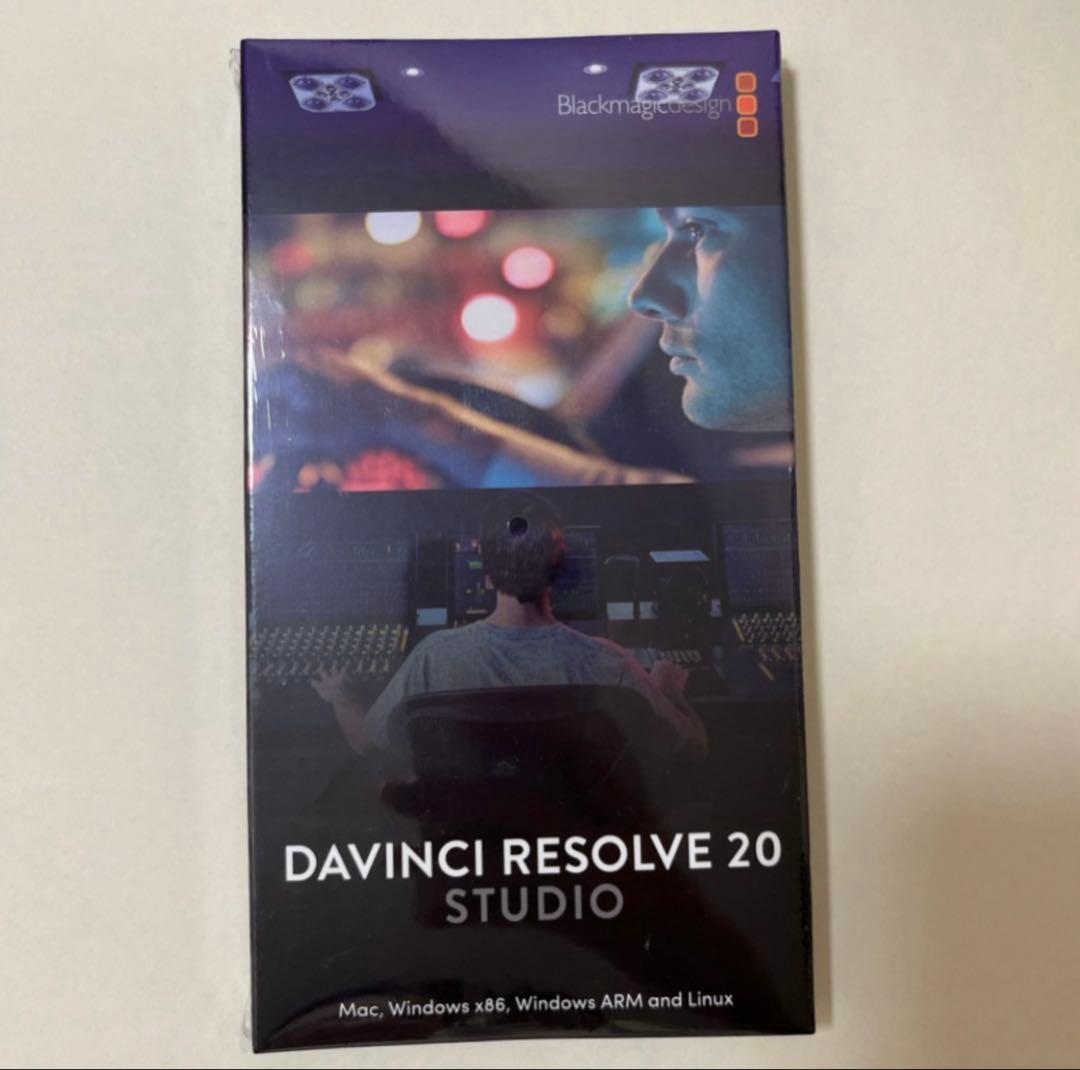 Blackmagicdesign
DAVINCI RESOLVE 20
STUDIO
Mac, Windows x86, Windows ARM and Linux